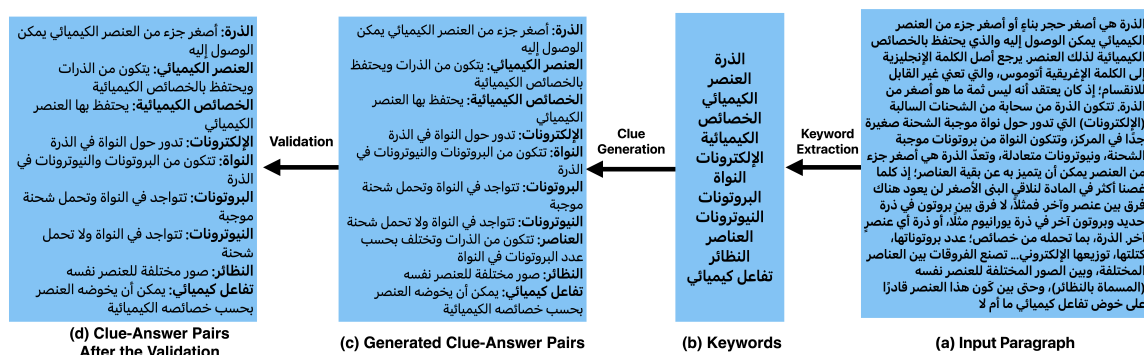 الذرة هي أصغر حجر بناءٍ أو أصغر جزء من العنصر
الكيميائي يمكن الوصول إليه والذي يحتفظ بالخصائص
الكيميائية لذلك العنصر. يرجع أصل الكلمة الإنجليزية
إلى الكلمة الإغريقية أتوموس، والتي تعني غير القابل
للانقسام؛ إذ كان يعتقد أنه ليس ثمة ما هو أصغر من
الذرة. تتكون الذرة من سحابة من الشحنات السالبة
(الإلكترونات) التي تدور حول نواة موجبة الشحنة صغيرة
جدًا في المركز، وتتكون النواة من بروتونات موجبة
الشحنة، ونيوترونات متعادلة، وتعدّ الذرة هي أصغر جزء
من العنصر يمكن أن يتميز به عن بقية العناصر؛ إذ كلما
غصنا أكثر في المادة لنلاقي البنى الأصغر لن يعود هناك
فرق بين عنصر وآخر. فمثلاً، لا فرق بين بروتون في ذرة
حديد وبروتون آخر في ذرة يورانيوم مثلًا، أو ذرة أي عنصرٍ
آخر. الذرة، بما تحمله من خصائص؛ عدد بروتوناتها،
كتلتها، توزيعها الإلكتروني... تصنع الفروقات بين العناصر
المختلفة، وبين الصور المختلفة للعنصر نفسه
(المسماة بالنظائر)، وحتى بين كَون هذا العنصر قادرًا
على خوض تفاعل كيميائي ما أم لا
(a) Input Paragraph
Keyword
Extraction
الذرة
العنصر
الكيميائي
الخصائص
الكيميائية
الإلكترونات
النواة
البروتونات
النيوترونات
العناصر
النظائر
تفاعل كيميائي
(b) Keywords
Clue
Generation
الذرة: أصغر جزء من العنصر الكيميائي يمكن
الوصول إليه
العنصر الكيميائي: يتكون من الذرات ويحتفظ
بالخصائص الكيميائية
الخصائص الكيميائية: يحتفظ بها العنصر
الكيميائي
الإلكترونات: تدور حول النواة في الذرة
النواة: تتكون من البروتونات والنيوترونات في
الذرة
البروتونات: تتواجد في النواة وتحمل شحنة
موجبة
النيوترونات: تتواجد في النواة ولا تحمل شحنة
العناصر: تتكون من الذرات وتختلف بحسب
عدد البروتونات في النواة
النظائر: صور مختلفة للعنصر نفسه
تفاعل كيميائي: يمكن أن يخوضه العنصر
بحسب خصائصه الكيميائية
(c) Generated Clue-Answer Pairs
Validation
الذرة: أصغر جزء من العنصر الكيميائي يمكن
الوصول إليه
العنصر الكيميائي: يتكون من الذرات
ويحتفظ بالخصائص الكيميائية
الخصائص الكيميائية: يحتفظ بها العنصر
الكيميائي
الإلكترونات: تدور حول النواة في الذرة
النواة: تتكون من البروتونات والنيوترونات في
الذرة
البروتونات: تتواجد في النواة وتحمل شحنة
موجبة
النيوترونات: تتواجد في النواة ولا تحمل
شحنة
النظائر: صور مختلفة للعنصر نفسه
تفاعل كيميائي: يمكن أن يخوضه العنصر
بحسب خصائصه الكيميائية
(d) Clue-Answer Pairs
After the Validation